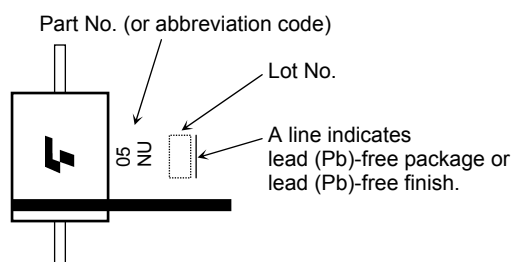 Part No. (or abbreviation code)
Lot No.
05
NU
A line indicates
lead (Pb)-free package or
lead (Pb)-free finish.